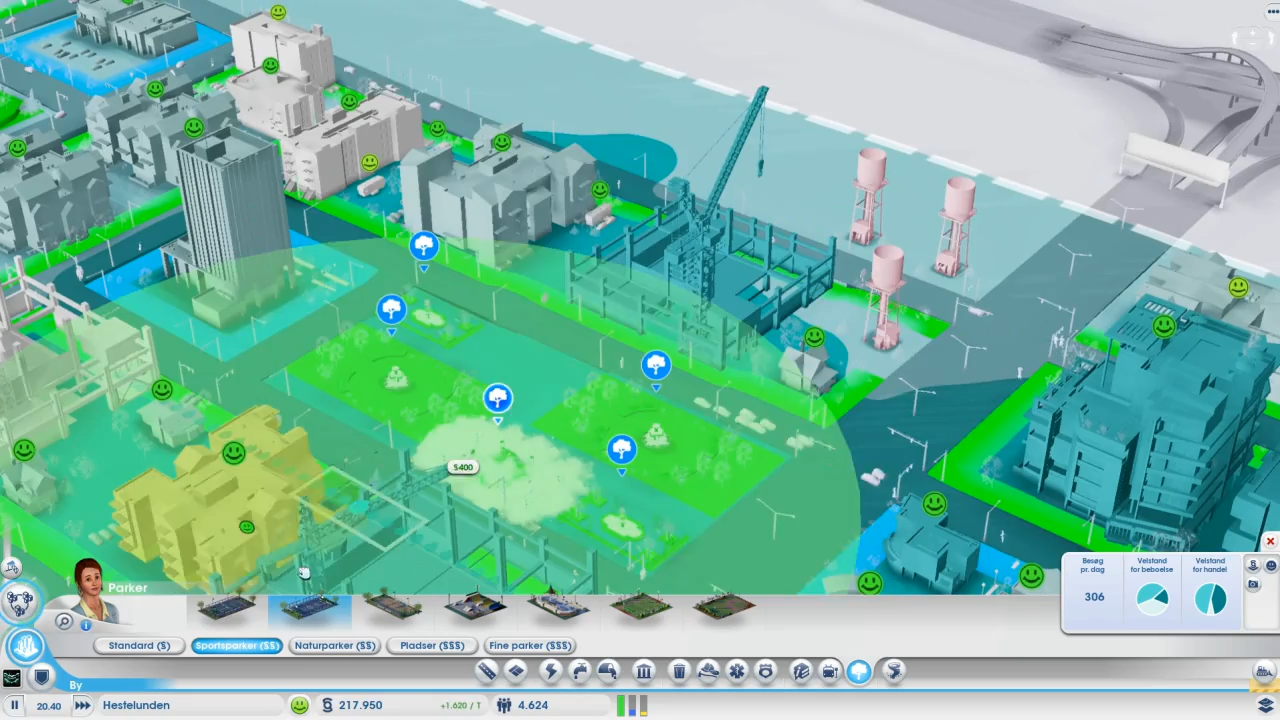 $400
Besøg pr. dag
Velstand for beboelse
Velstand for handel
306
Parker
Standard ($)
Sportsparker ($$)
Naturparker ($$)
Pladser ($$$)
Fine parker ($$$)
By
20.40
Hestelunden
217.950
+1.620 / T
4.624